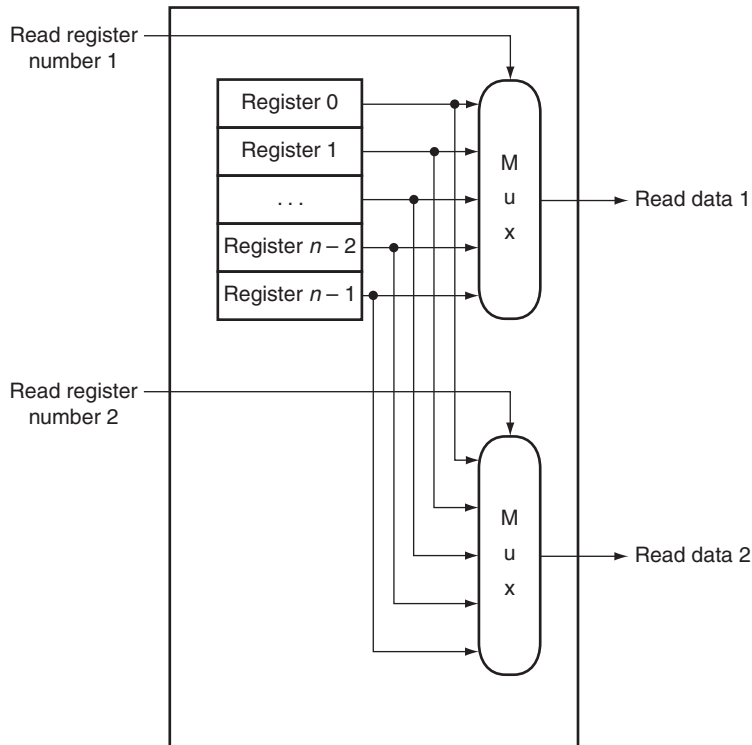 Read register
number 1
Register 0
Register 1
. . .
Register n – 2
Register n – 1
M
u
x
Read data 1
Read register
number 2
M
u
x
Read data 2